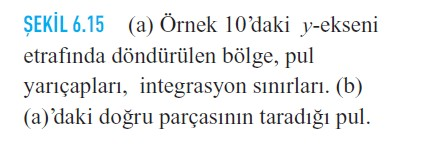 ŞEKİL 6.15 (a) Örnek 10’daki y-ekseni
etrafında döndürülen bölge, pul
yarıçapları, integrasyon sınırları. (b)
(a)’daki doğru parçasının taradığı pul.